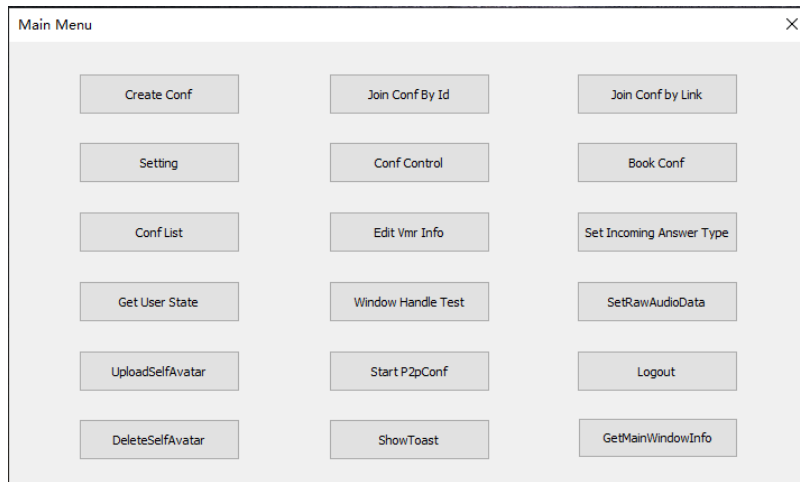 Main Menu
Create Conf
Join Conf By Id
Join Conf by Link
Setting
Conf Control
Book Conf
Conf List
Edit Vmr Info
Set Incoming Answer Type
Get User State
Window Handle Test
SetRawAudioData
UploadSelfAvatar
Start P2pConf
Logout
DeleteSelfAvatar
ShowToast
GetMainWindowInfo